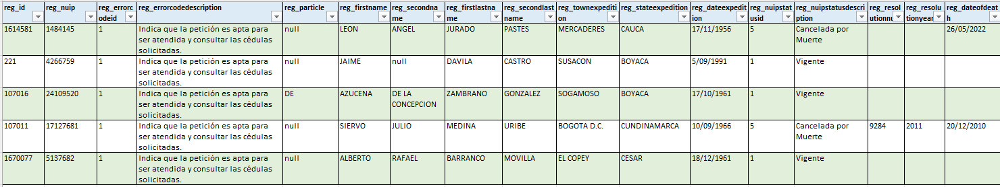 reg_id reg_nuip reg_errorcodeid reg_errorcodedescription reg_particle reg_firstname reg_secondname reg_firstlastname reg_secondlastname reg_townexpedition reg_stateexpedition reg_dateexpedition reg_nuipstatusid reg_nuipstatusdescription reg_resolutionnu reg_resolutionyear reg_dateofdeath
1614581 1484145 1 Indica que la petición es apta para ser atendida y consultar las cédulas solicitadas. null LEON ANGEL JURADO PASTES MERCADERES CAUCA 17/11/1956 5 Cancelada por Muerte 26/05/2022
221 4266759 1 Indica que la petición es apta para ser atendida y consultar las cédulas solicitadas. null JAIME null DAVILA CASTRO SUSACON BOYACA 5/09/1991 1 Vigente
107016 24109520 1 Indica que la petición es apta para ser atendida y consultar las cédulas solicitadas. DE AZUCENA DE LA CONCEPCION ZAMBRANO GONZALEZ SOGAMOSO BOYACA 17/10/1961 1 Vigente
107011 17127681 1 Indica que la petición es apta para ser atendida y consultar las cédulas solicitadas. null SIERVO JULIO MEDINA URIBE BOGOTA D.C. CUNDINAMARCA 10/09/1966 5 Cancelada por Muerte 9284 2011 20/12/2010
1670077 5137682 1 Indica que la petición es apta para ser atendida y consultar las cédulas solicitadas. null ALBERTO RAFAEL BARRANCO MOVILLA EL COPEY CESAR 18/12/1961 1 Vigente